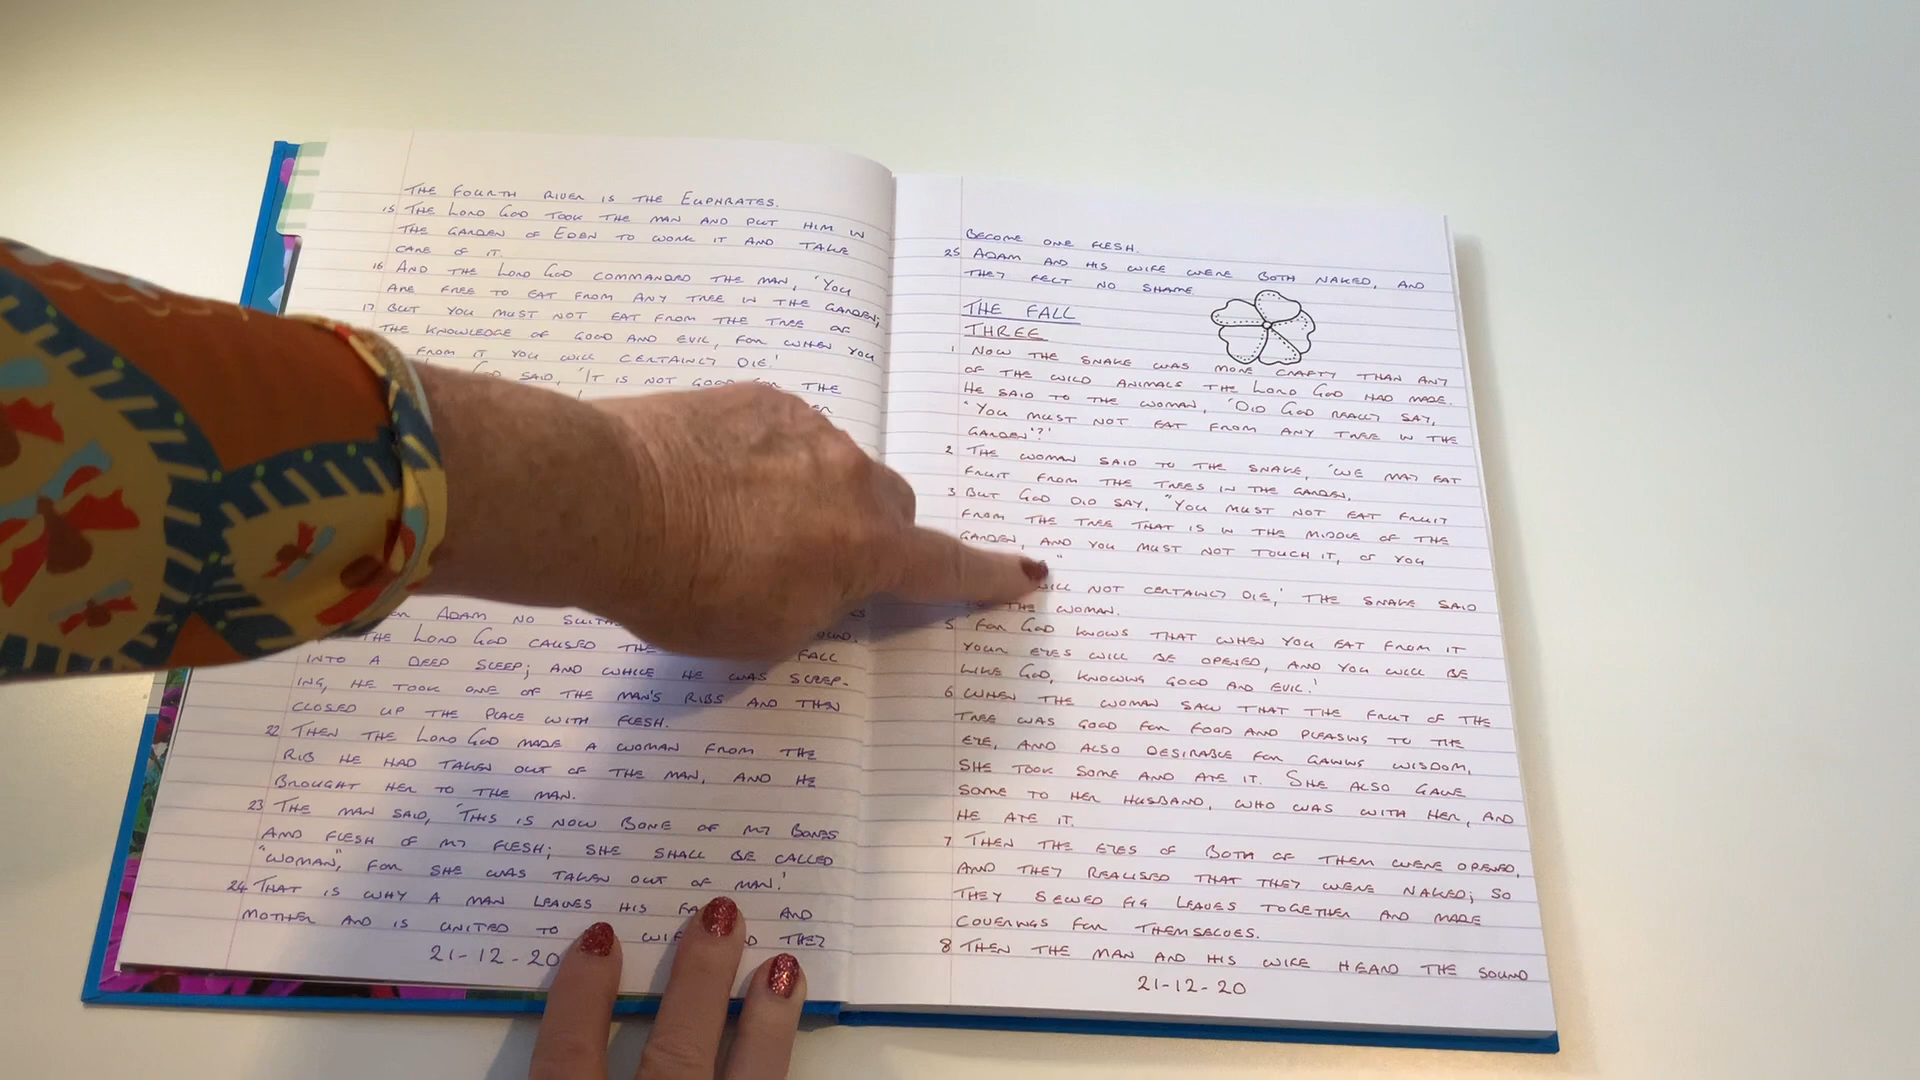 THE FOURTH RIVER IS THE EUPHRATES.
15 THE LORD GOD TOOK THE MAN AND PUT HIM IN
THE GARDEN OF EDEN TO WORK IT AND TAKE
CARE OF IT.
16 AND THE LORD GOD COMMANDED THE MAN, 'YOU
ARE FREE TO EAT FROM ANY TREE IN THE GARDEN;
17 BUT YOU MUST NOT EAT FROM THE TREE OF
THE KNOWLEDGE OF GOOD AND EVIL, FOR WHEN YOU
FROM IT YOU WILL CERTAINLY DIE.'
GOD SAID, 'IT IS NOT GOOD FOR THE
ADAM NO
THE LORD GOD CAUSED THE FALL
INTO A DEEP SLEEP; AND WHILE HE WAS SLEEP-
ING, HE TOOK ONE OF THE MAN'S RIBS AND THEN
CLOSED UP THE PLACE WITH FLESH.
22 THEN THE LORD GOD MADE A WOMAN FROM THE
RIB HE HAD TAKEN OUT OF THE MAN, AND HE
BROUGHT HER TO THE MAN.
23 THE MAN SAID, 'THIS IS NOW BONE OF MY BONES
AND FLESH OF MY FLESH; SHE SHALL BE CALLED
"WOMAN", FOR SHE WAS TAKEN OUT OF MAN.'
24 THAT IS WHY A MAN LEAVES HIS AND
MOTHER AND IS UNITED TO THEY
21-12-20
BECOME ONE FLESH.
25 ADAM AND HIS WIFE WERE BOTH NAKED, AND
THEY FELT NO SHAME.
THE FALL
THREE
1 NOW THE SNAKE WAS MORE CRAFTY THAN ANY
OF THE WILD ANIMALS THE LORD GOD HAD MADE.
HE SAID TO THE WOMAN, 'DID GOD REALLY SAY,
"YOU MUST NOT EAT FROM ANY TREE IN THE
GARDEN"?'
2 THE WOMAN SAID TO THE SNAKE, 'WE MAY EAT
FRUIT FROM THE TREES IN THE GARDEN,
3 BUT GOD DID SAY, "YOU MUST NOT EAT FRUIT
FROM THE TREE THAT IS IN THE MIDDLE OF THE
GARDEN, AND YOU MUST NOT TOUCH IT, OR YOU
WILL NOT CERTAINLY DIE,' THE SNAKE SAID
TO THE WOMAN.
5 'FOR GOD KNOWS THAT WHEN YOU EAT FROM IT
YOUR EYES WILL BE OPENED, AND YOU WILL BE
LIKE GOD, KNOWING GOOD AND EVIL.'
6 WHEN THE WOMAN SAW THAT THE FRUIT OF THE
TREE WAS GOOD FOR FOOD AND PLEASING TO THE
EYE, AND ALSO DESIRABLE FOR GAINING WISDOM,
SHE TOOK SOME AND ATE IT. SHE ALSO GAVE
SOME TO HER HUSBAND, WHO WAS WITH HER, AND
HE ATE IT.
7 THEN THE EYES OF BOTH OF THEM WERE OPENED,
AND THEY REALISED THAT THEY WERE NAKED; SO
THEY SEWED FIG LEAVES TOGETHER AND MADE
COVERINGS FOR THEMSELVES.
8 THEN THE MAN AND HIS WIFE HEARD THE SOUND
21-12-20